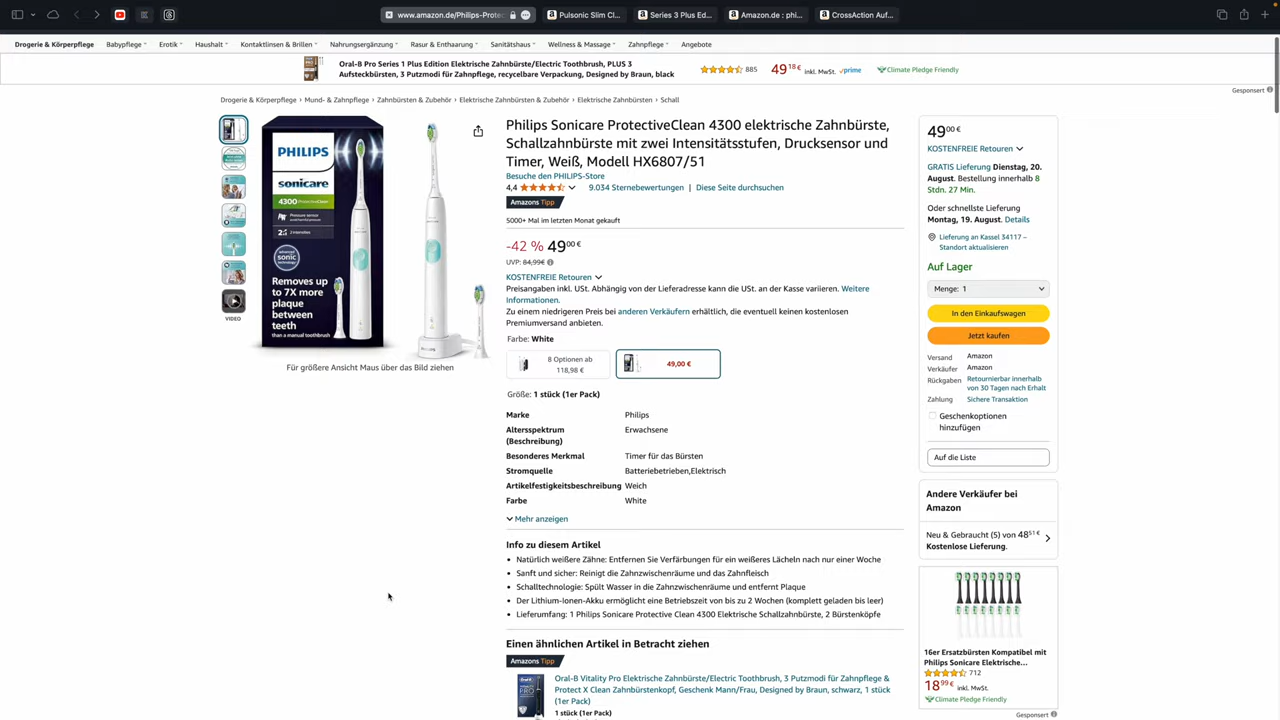 www.amazon.de/Philips-Prote
Pulsonic Slim Cl...
Series 3 Plus Ed...
Amazon.de : phi...
CrossAction Auf...
Drogerie & Körperpflege
Babypflege
Erotik
Haushalt
Kontaktlinsen & Brillen
Nahrungsergänzung
Rasur & Enthaarung
Sanitätshaus
Wellness & Massage
Zahnpflege
Angebote
Oral-B Pro Series 1 Plus Edition Elektrische Zahnbürste/Electric Toothbrush, PLUS 3
Aufsteckbürsten, 3 Putzmodi für Zahnpflege, recycelbare Verpackung, Designed by Braun, black
885
49,18 € inkl. MwSt. prime
Climate Pledge Friendly
Gesponsert
Drogerie & Körperpflege › Mund- & Zahnpflege › Zahnbürsten & Zubehör › Elektrische Zahnbürsten & Zubehör › Elektrische Zahnbürsten › Schall
PHILIPS
sonicare
4300 ProtectiveClean
Pressure sensor
2:1 2 intensities
advanced
sonic
technology
Removes up
to 7X more
plaque
between
teeth
than a manual toothbrush
PHILIPS
VIDEO
Für größere Ansicht Maus über das Bild ziehen
Philips Sonicare ProtectiveClean 4300 elektrische Zahnbürste,
Schallzahnbürste mit zwei Intensitätsstufen, Drucksensor und
Timer, Weiß, Modell HX6807/51
Besuche den PHILIPS-Store
4,4
9.034 Sternebewertungen | Diese Seite durchsuchen
Amazons Tipp
5000+ Mal im letzten Monat gekauft
-42 % 49,00 €
UVP: 84,99€
KOSTENFREIE Retouren
Preisangaben inkl. USt. Abhängig von der Lieferadresse kann die USt. an der Kasse variieren. Weitere
Informationen.
Zu einem niedrigeren Preis bei anderen Verkäufern erhältlich, die eventuell keinen kostenlosen
Premiumversand anbieten.
Farbe: White
8 Optionen ab
118,98 €
49,00 €
Größe: 1 stück (1er Pack)
Marke Philips
Altersspektrum Erwachsene
(Beschreibung)
Besonderes Merkmal Timer für das Bürsten
Stromquelle Batteriebetrieben,Elektrisch
Artikelfestigkeitsbeschreibung Weich
Farbe White
Mehr anzeigen
Info zu diesem Artikel
• Natürlich weißere Zähne: Entfernen Sie Verfärbungen für ein weißeres Lächeln nach nur einer Woche
• Sanft und sicher: Reinigt die Zahnzwischenräume und das Zahnfleisch
• Schalltechnologie: Spült Wasser in die Zahnzwischenräume und entfernt Plaque
• Der Lithium-Ionen-Akku ermöglicht eine Betriebszeit von bis zu 2 Wochen (komplett geladen bis leer)
• Lieferumfang: 1 Philips Sonicare Protective Clean 4300 Elektrische Schallzahnbürste, 2 Bürstenköpfe
Einen ähnlichen Artikel in Betracht ziehen
Amazons Tipp
Oral-B Vitality Pro Elektrische Zahnbürste/Electric Toothbrush, 3 Putzmodi für Zahnpflege &
Protect X Clean Zahnbürstenkopf, Geschenk Mann/Frau, Designed by Braun, schwarz, 1 stück
(1er Pack)
1 stück (1er Pack)
49,00 €
KOSTENFREIE Retouren
GRATIS Lieferung Dienstag, 20.
August. Bestellung innerhalb 8
Stdn. 27 Min.
Oder schnellste Lieferung
Montag, 19. August. Details
Lieferung an Kassel 34117 –
Standort aktualisieren
Auf Lager
Menge: 1
In den Einkaufswagen
Jetzt kaufen
Versand Amazon
Verkäufer Amazon
Rückgaben Retournierbar innerhalb
von 30 Tagen nach Erhalt
Zahlung Sichere Transaktion
Geschenkoptionen
hinzufügen
Auf die Liste
Andere Verkäufer bei
Amazon
Neu & Gebraucht (5) von 48,51 €
Kostenlose Lieferung.
16er Ersatzbürsten Kompatibel mit
Philips Sonicare Elektrische...
712
18,99 € inkl. MwSt.
Climate Pledge Friendly
Gesponsert